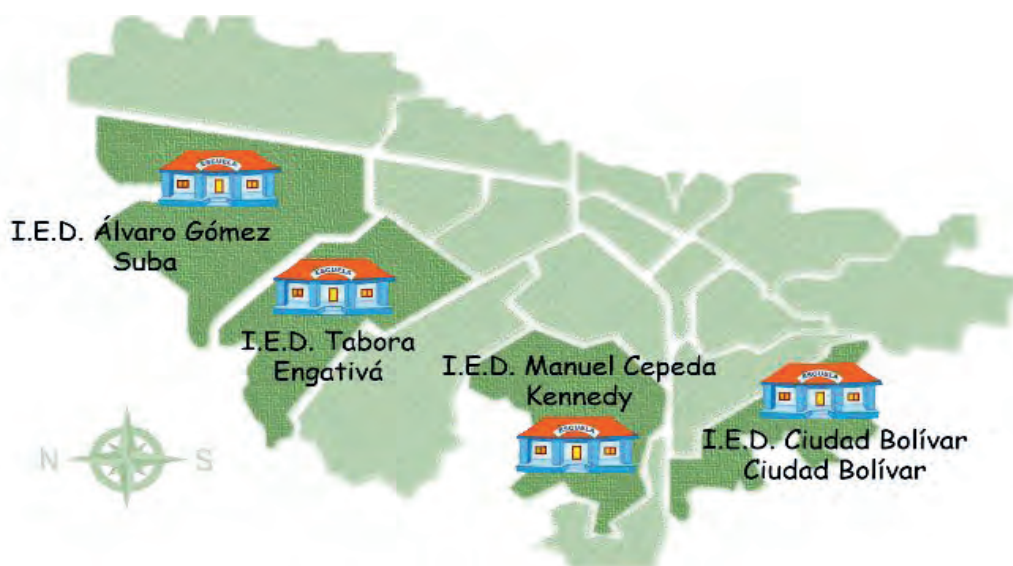 ESCUELA
I.E.D. Álvaro Gómez
Suba
ESCUELA
I.E.D. Tabora
Engativá
I.E.D. Manuel Cepeda
Kennedy
ESCUELA
ESCUELA
I.E.D. Ciudad Bolívar
Ciudad Bolívar
N
S